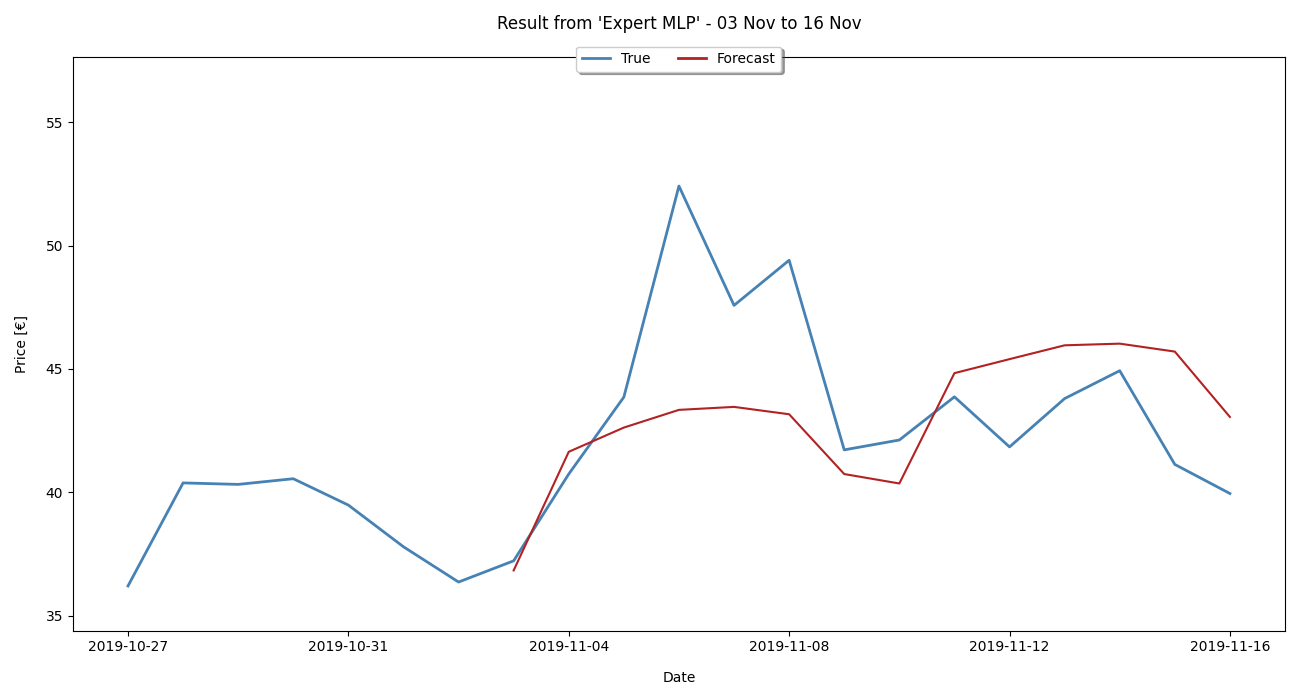 Result from 'Expert MLP' - 03 Nov to 16 Nov
True Forecast
55
50
45
40
35
Price [€]
2019-10-27 2019-10-31 2019-11-04 2019-11-08 2019-11-12 2019-11-16
Date